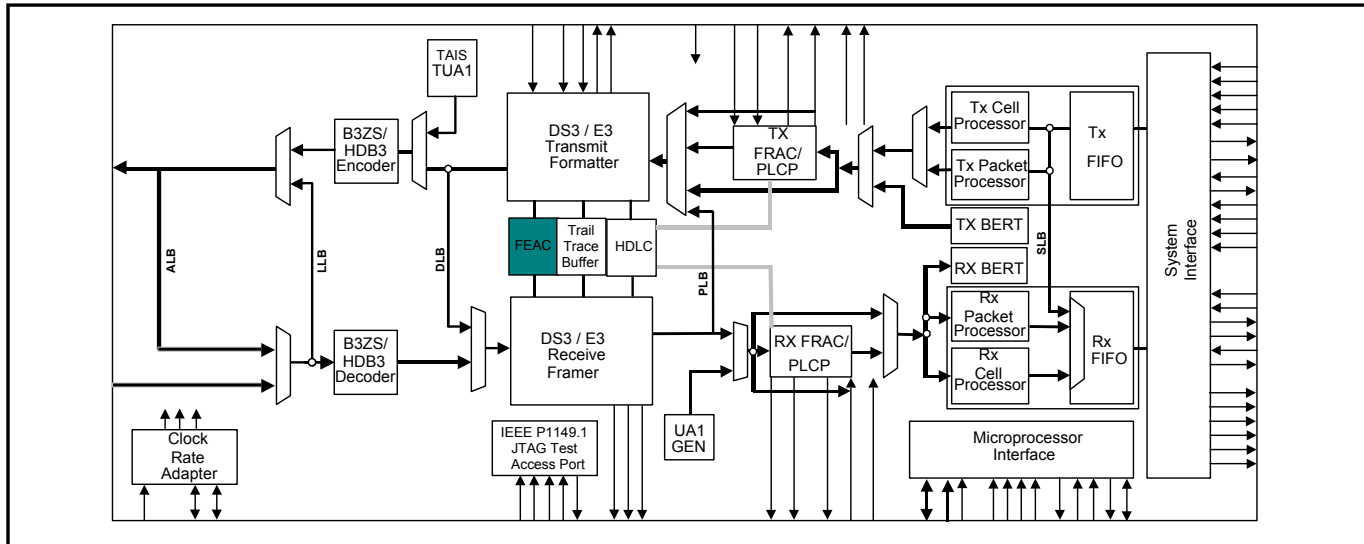 TAIS
TUA1
B3ZS/
HDB3
Encoder
DS3 / E3
Transmit
Formatter
TX
FRAC/
PLCP
Tx Cell
Processor
Tx Packet
Processor
Tx
FIFO
TX BERT
RX BERT
System
Interface
FEAC
Trail
Trace
Buffer
HDLC
ALB
LLB
DLB
PLB
SLB
B3ZS/
HDB3
Decoder
DS3 / E3
Receive
Framer
RX FRAC/
PLCP
Rx
Packet
Processor
Rx
Cell
Processor
Rx
FIFO
UA1
GEN
Clock
Rate
Adapter
IEEE P1149.1
JTAG Test
Access Port
Microprocessor
Interface